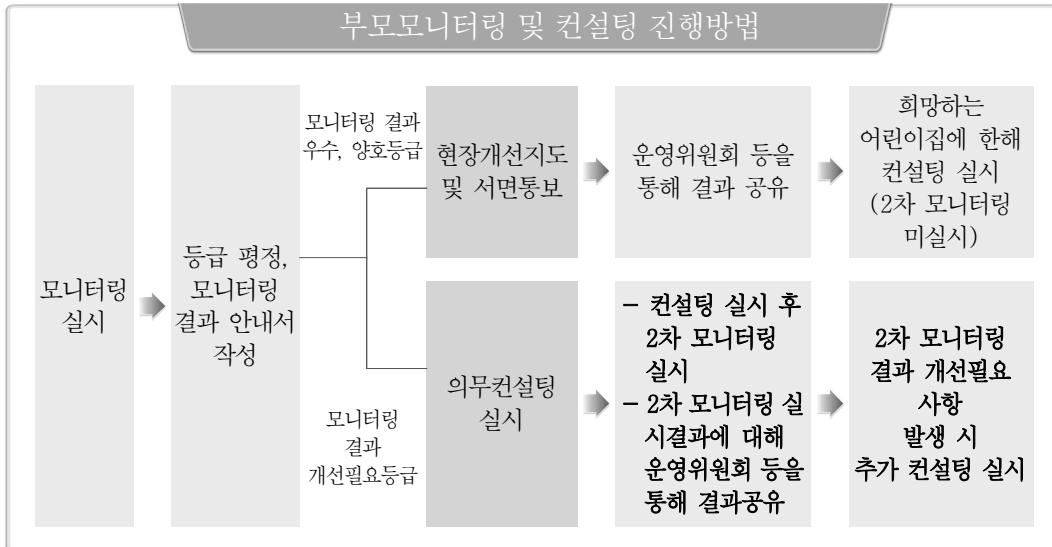 부모모니터링 및 컨설팅 진행방법
모니터링
실시
등급 평정,
모니터링
결과 안내서
작성
모니터링 결과
우수, 양호등급
현장개선지도
및 서면통보
운영위원회 등을
통해 결과 공유
희망하는
어린이집에 한해
컨설팅 실시
(2차 모니터링
미실시)
모니터링
결과
개선필요등급
의무컨설팅
실시
- 컨설팅 실시 후
2차 모니터링
실시
- 2차 모니터링 실
시결과에 대해
운영위원회 등을
통해 결과공유
2차 모니터링
결과 개선필요
사항
발생 시
추가 컨설팅 실시